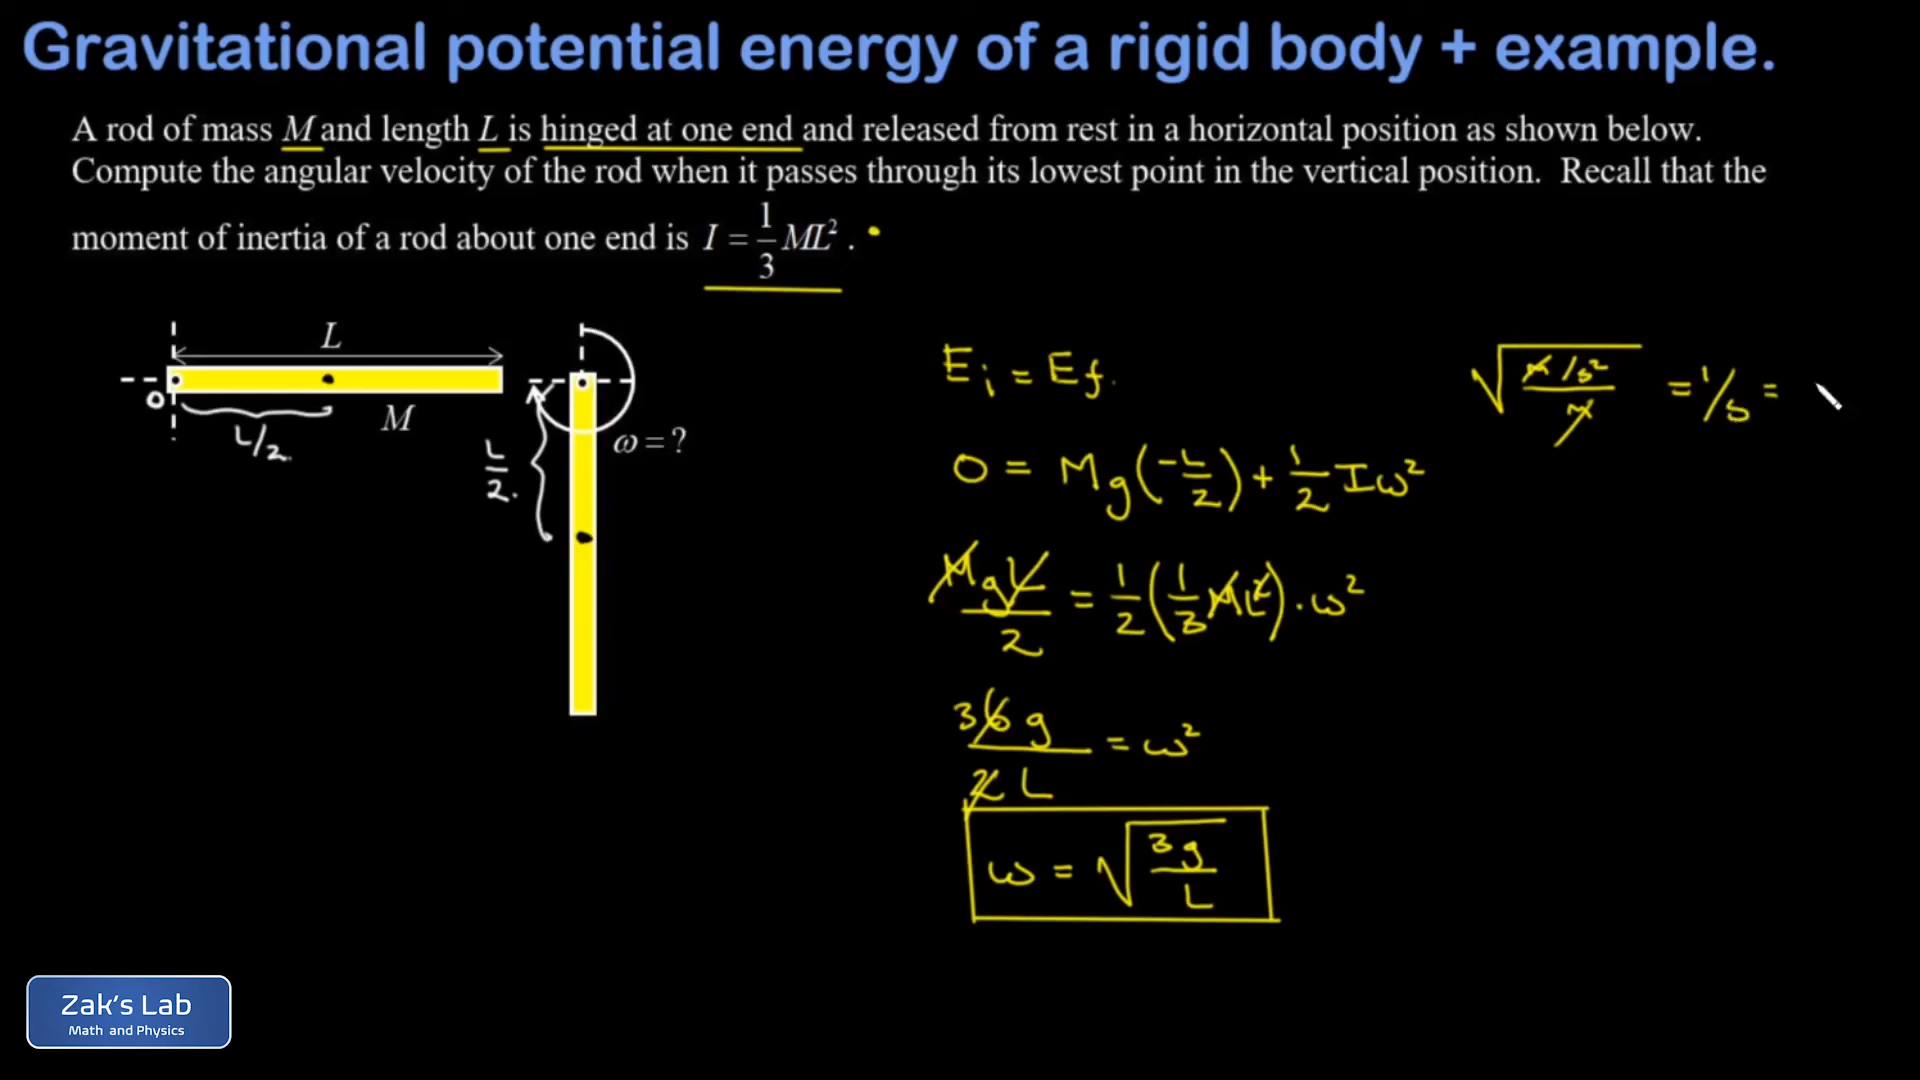 Gravitational potential energy of a rigid body + example.
A rod of mass M and length L is hinged at one end and released from rest in a horizontal position as shown below.
Compute the angular velocity of the rod when it passes through its lowest point in the vertical position. Recall that the
moment of inertia of a rod about one end is I = 1/3 ML².
L
O
M
L/2.
L/2.
ω = ?
Ei = Ef.
0 = Mg(-L/2) + 1/2 Iω²
MgL/2 = 1/2 (1/3 ML²) · ω²
3 6g/2L = ω²
ω = √(3g/L)
√((m/s²)/m) = 1/s =
Zak's Lab
Math and Physics